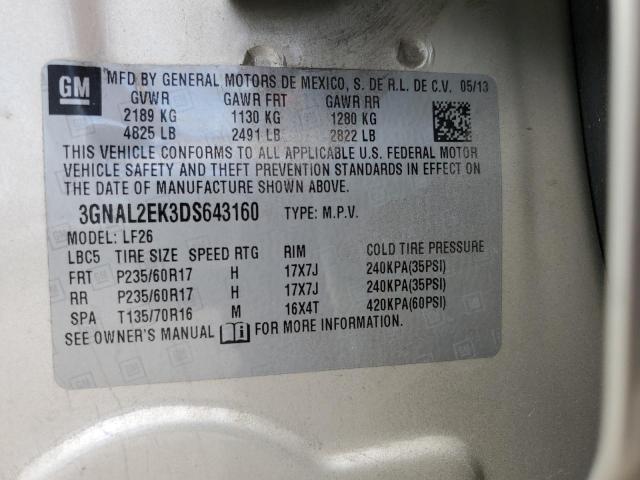 GM MFD BY GENERAL MOTORS DE MEXICO, S. DE R.L. DE C.V. 05/13
GVWR GAWR FRT GAWR RR
2189 KG 1130 KG 1280 KG
4825 LB 2491 LB 2822 LB
THIS VEHICLE CONFORMS TO ALL APPLICABLE U.S. FEDERAL MOTOR
VEHICLE SAFETY AND THEFT PREVENTION STANDARDS IN EFFECT ON
THE DATE OF MANUFACTURE SHOWN ABOVE.
3GNAL2EK3DS643160 TYPE: M.P.V.
MODEL: LF26
LBC5 TIRE SIZE SPEED RTG RIM COLD TIRE PRESSURE
FRT P235/60R17 H 17X7J 240KPA(35PSI)
RR P235/60R17 H 17X7J 240KPA(35PSI)
SPA T135/70R16 M 16X4T 420KPA(60PSI)
SEE OWNER'S MANUAL FOR MORE INFORMATION.